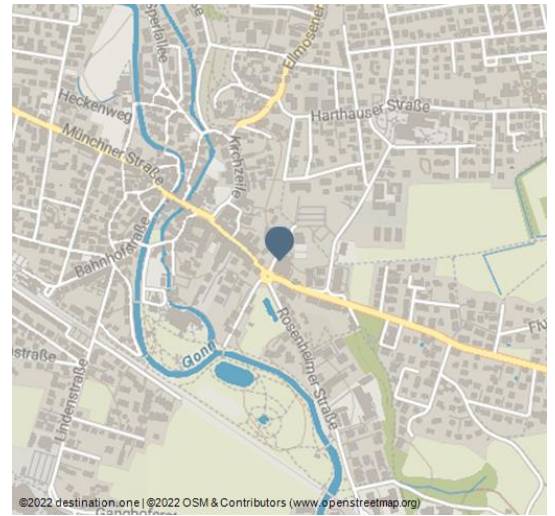 Ellmosener
Heckenweg
Harthauser Straße
Münchner Straße
Kirchzeile
Bahnhofstraße
Rosenheimer Straße
Lindenstraße
©2022 destination.one | ©2022 OSM & Contributors (www.openstreetmap.org)